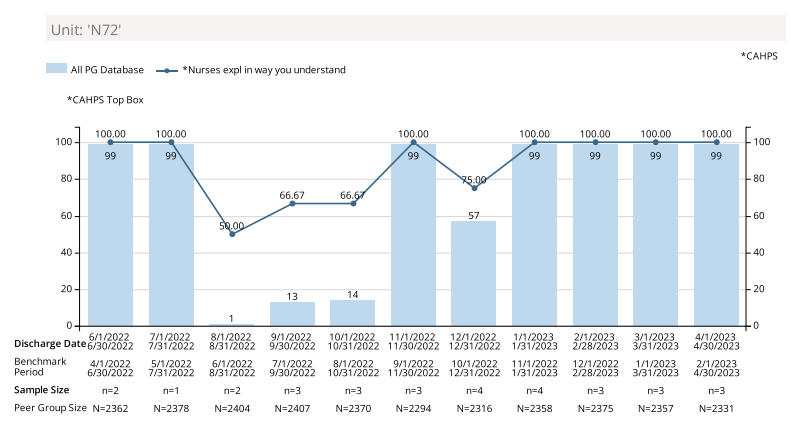 Unit: 'N72'
*CAHPS
All PG Database *Nurses expl in way you understand
*CAHPS Top Box
100.00 100.00 100.00 100.00 100.00 100.00 100.00
100 99 99 99 99 99 99 99 100
80 75.00 80
66.67 66.67
60 50.00 57 60
40 40
20 13 14 20
0 1 0
Discharge Date 6/1/2022 7/1/2022 8/1/2022 9/1/2022 10/1/2022 11/1/2022 12/1/2022 1/1/2023 2/1/2023 3/1/2023 4/1/2023
6/30/2022 7/31/2022 8/31/2022 9/30/2022 10/31/2022 11/30/2022 12/31/2022 1/31/2023 2/28/2023 3/31/2023 4/30/2023
Benchmark 4/1/2022 5/1/2022 6/1/2022 7/1/2022 8/1/2022 9/1/2022 10/1/2022 11/1/2022 12/1/2022 1/1/2023 2/1/2023
Period 6/30/2022 7/31/2022 8/31/2022 9/30/2022 10/31/2022 11/30/2022 12/31/2022 1/31/2023 2/28/2023 3/31/2023 4/30/2023
Sample Size n=2 n=1 n=2 n=3 n=3 n=3 n=4 n=4 n=3 n=3 n=3
Peer Group Size N=2362 N=2378 N=2404 N=2407 N=2370 N=2294 N=2316 N=2358 N=2375 N=2357 N=2331